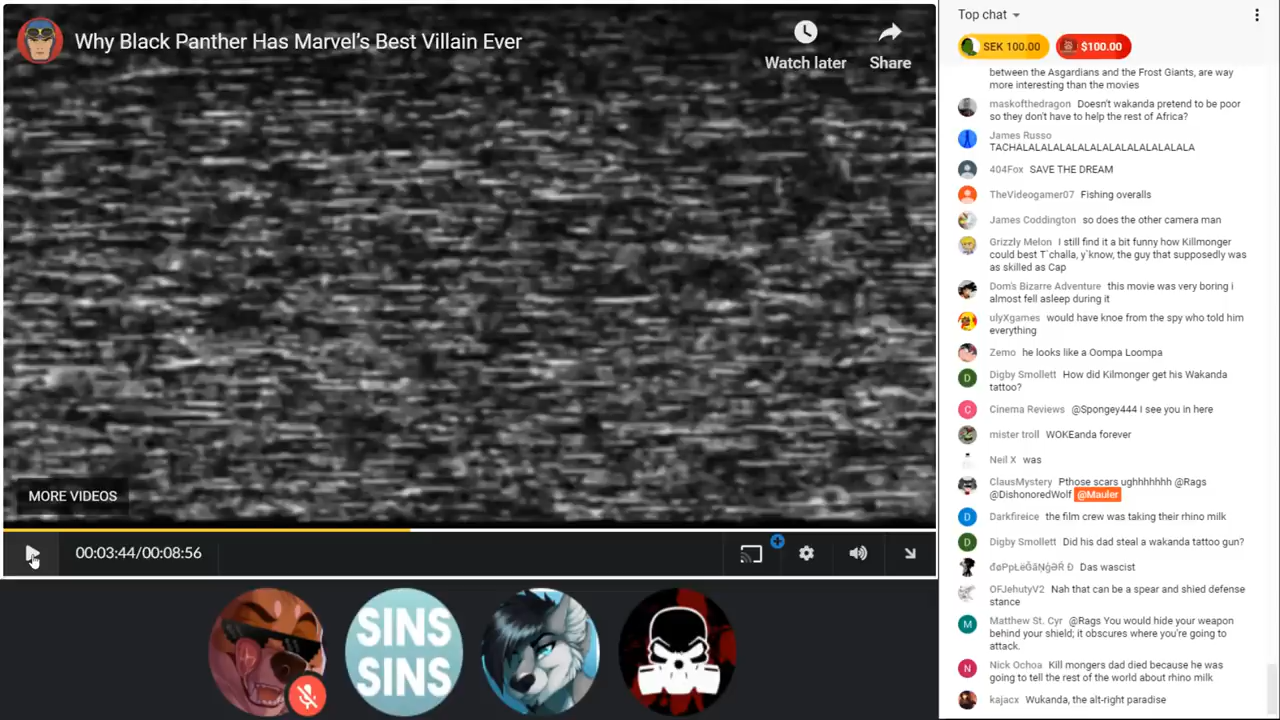 Why Black Panther Has Marvel's Best Villain Ever
Watch later
Share
MORE VIDEOS
00:03:44/00:08:56
SINS
SINS
Top chat
SEK 100.00
$100.00
between the Asgardians and the Frost Giants, are way
more interesting than the movies
maskofthedragon Doesn't wakanda pretend to be poor
so they don't have to help the rest of Africa?
James Russo
TACHALALALALALALALALALALALALALALALALA
404Fox SAVE THE DREAM
TheVideogamer07 Fishing overalls
James Coddington so does the other camera man
Grizzly Melon I still find it a bit funny how Killmonger
could best T`challa, y`know, the guy that supposedly was
as skilled as Cap
Dom's Bizarre Adventure this movie was very boring i
almost fell asleep during it
ulyXgames would have knoe from the spy who told him
everything
Zemo he looks like a Oompa Loompa
D
Digby Smollett How did Kilmonger get his Wakanda
tattoo?
C
Cinema Reviews @Spongey444 I see you in here
mister troll WOKEanda forever
Neil X was
ClausMystery Pthose scars ughhhhhhh @Rags
@DishonoredWolf @Mauler
D
Darkfireice the film crew was taking their rhino milk
D
Digby Smollett Did his dad steal a wakanda tattoo gun?
Das wascist
OFJehutyV2 Nah that can be a spear and shied defense
stance
M
Matthew St. Cyr @Rags You would hide your weapon
behind your shield; it obscures where you're going to
attack.
N
Nick Ochoa Kill mongers dad died because he was
going to tell the rest of the world about rhino milk
kajacx Wukanda, the alt-right paradise